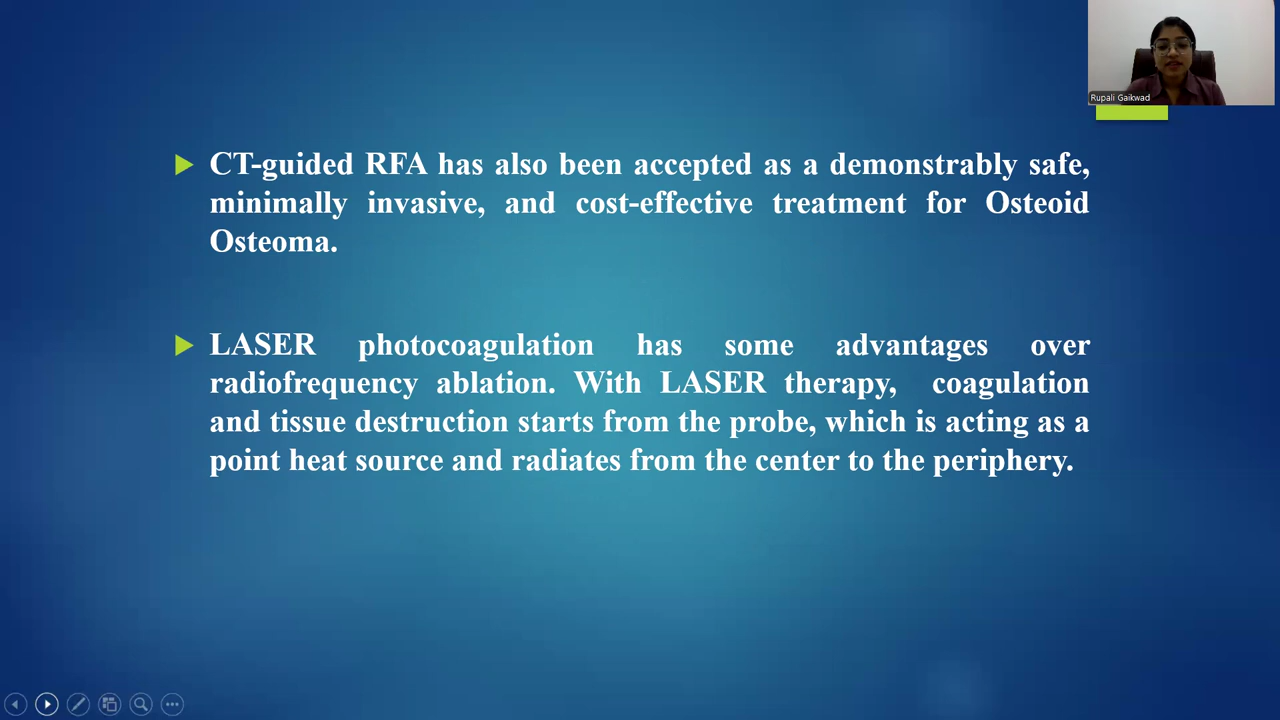 Rupali Gaikwad
CT-guided RFA has also been accepted as a demonstrably safe,
minimally invasive, and cost-effective treatment for Osteoid
Osteoma.
LASER photocoagulation has some advantages over
radiofrequency ablation. With LASER therapy, coagulation
and tissue destruction starts from the probe, which is acting as a
point heat source and radiates from the center to the periphery.